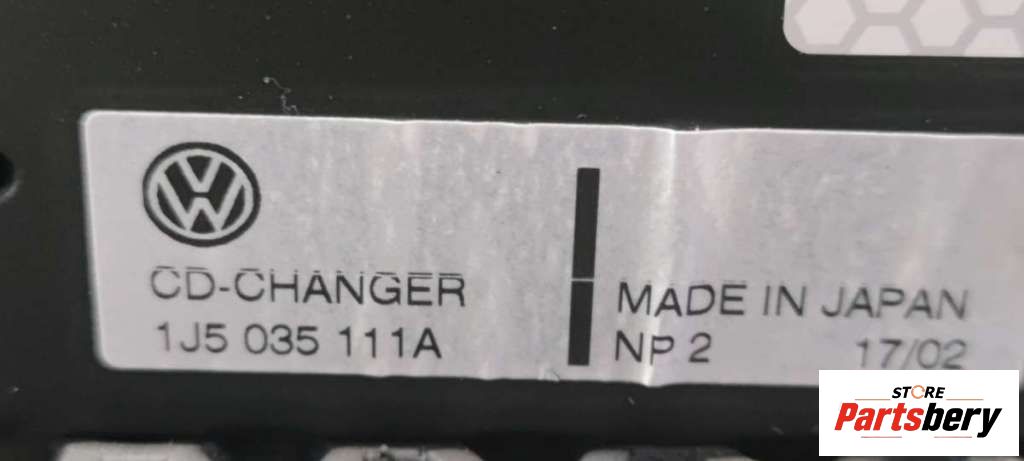 CD-CHANGER
1J5 035 111A
MADE IN JAPAN
NP 2 17/02
STORE
Partsbery